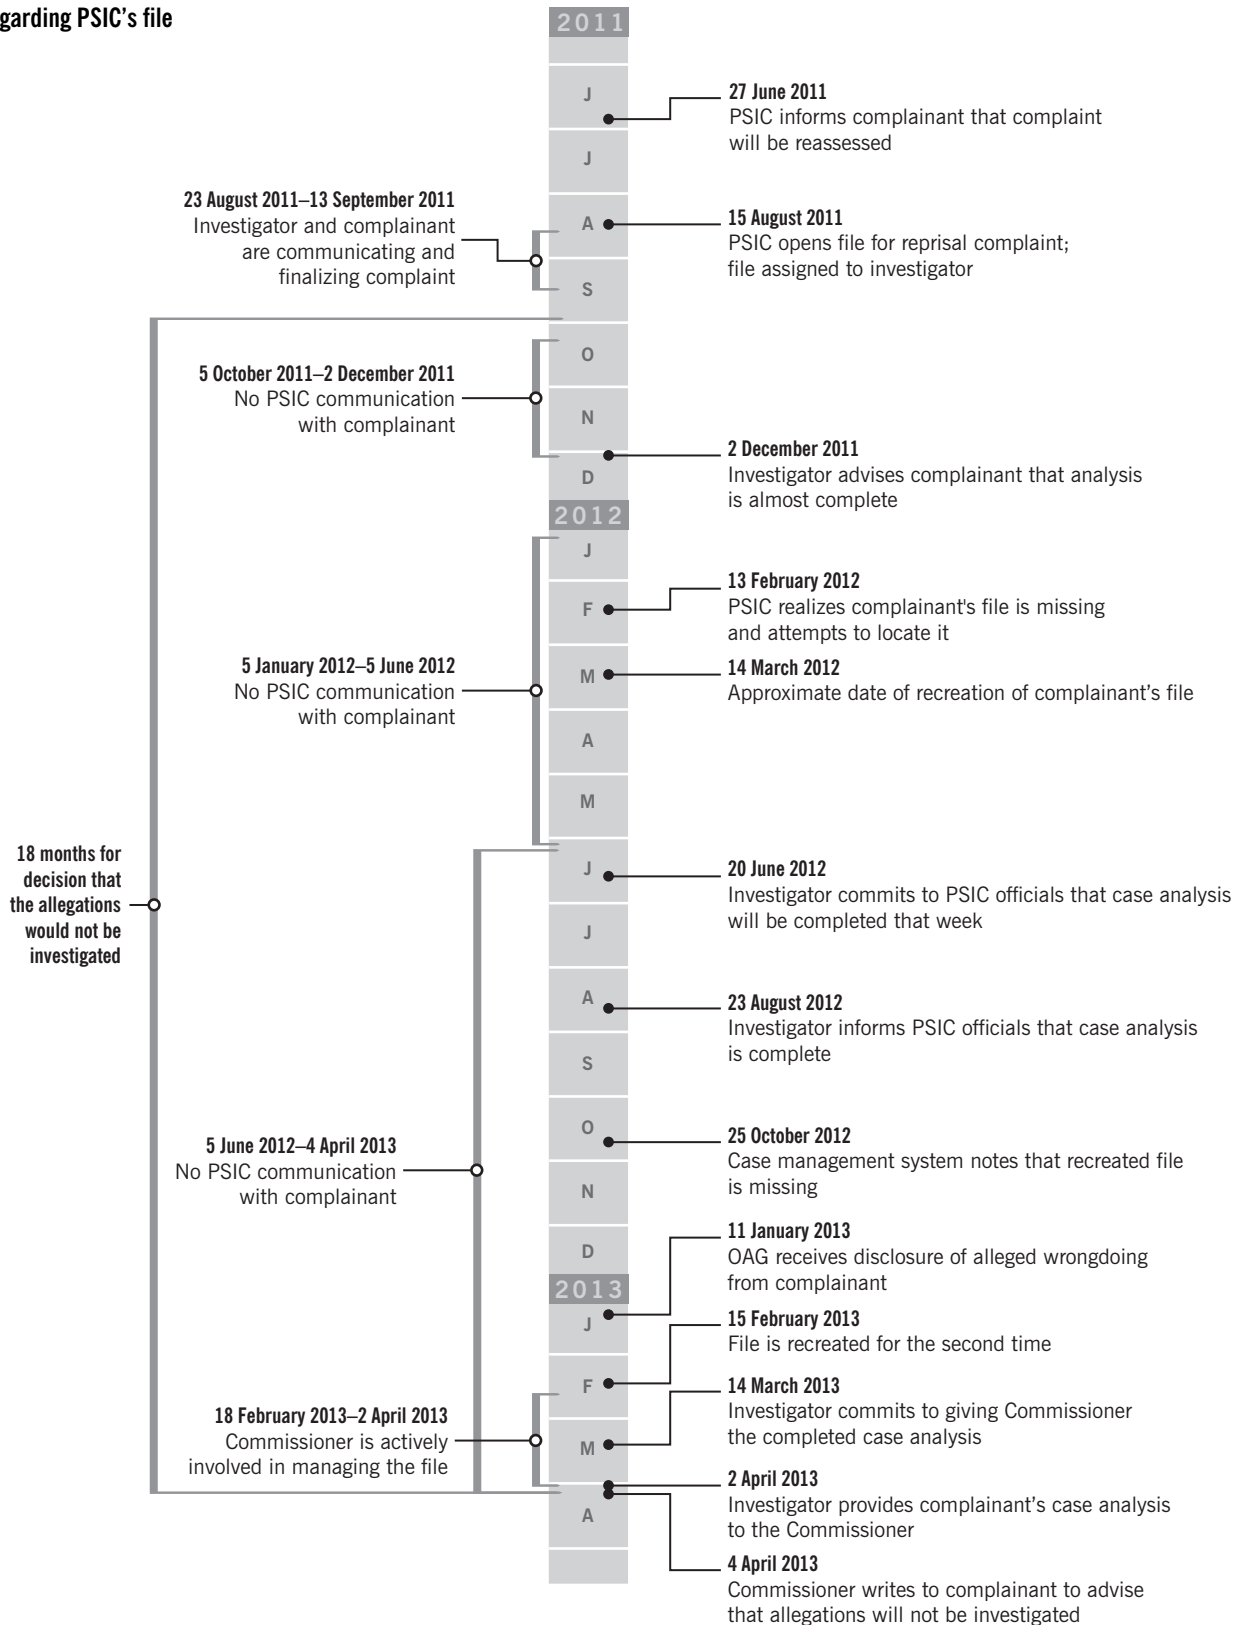 garding PSIC's file
2011
J
27 June 2011
PSIC informs complainant that complaint
will be reassessed
J
23 August 2011–13 September 2011
Investigator and complainant
are communicating and
finalizing complaint
A
15 August 2011
PSIC opens file for reprisal complaint;
file assigned to investigator
S
O
5 October 2011–2 December 2011
No PSIC communication
with complainant
N
2 December 2011
Investigator advises complainant that analysis
is almost complete
D
2012
J
13 February 2012
PSIC realizes complainant's file is missing
and attempts to locate it
F
5 January 2012–5 June 2012
No PSIC communication
with complainant
M
14 March 2012
Approximate date of recreation of complainant's file
A
M
18 months for
decision that
the allegations
would not be
investigated
J
20 June 2012
Investigator commits to PSIC officials that case analysis
will be completed that week
J
A
23 August 2012
Investigator informs PSIC officials that case analysis
is complete
S
O
25 October 2012
Case management system notes that recreated file
is missing
5 June 2012–4 April 2013
No PSIC communication
with complainant
N
D
11 January 2013
OAG receives disclosure of alleged wrongdoing
from complainant
2013
J
15 February 2013
File is recreated for the second time
F
14 March 2013
Investigator commits to giving Commissioner
the completed case analysis
18 February 2013–2 April 2013
Commissioner is actively
involved in managing the file
M
2 April 2013
Investigator provides complainant's case analysis
to the Commissioner
A
4 April 2013
Commissioner writes to complainant to advise
that allegations will not be investigated